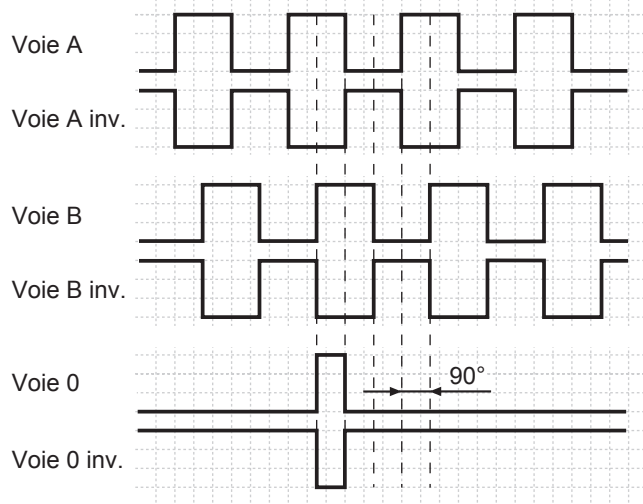 Voie A
Voie A inv.
Voie B
Voie B inv.
Voie 0
90°
Voie 0 inv.